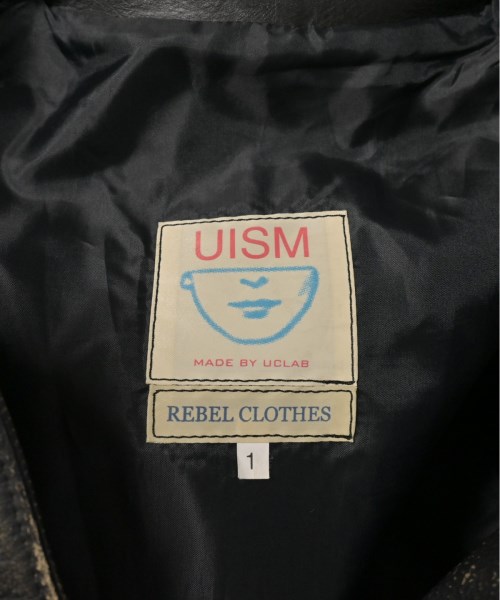 UISM
MADE BY UCLAB
REBEL CLOTHES
1